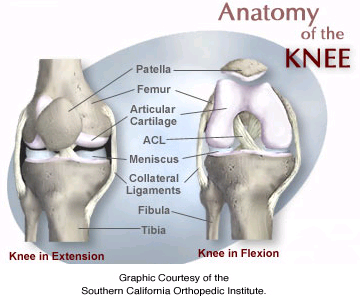 Anatomy
of the
KNEE
Patella
Femur
Articular
Cartilage
ACL
Meniscus
Collateral
Ligaments
Fibula
Tibia
Knee in Extension
Knee in Flexion
Graphic Courtesy of the
Southern California Orthopedic Institute.